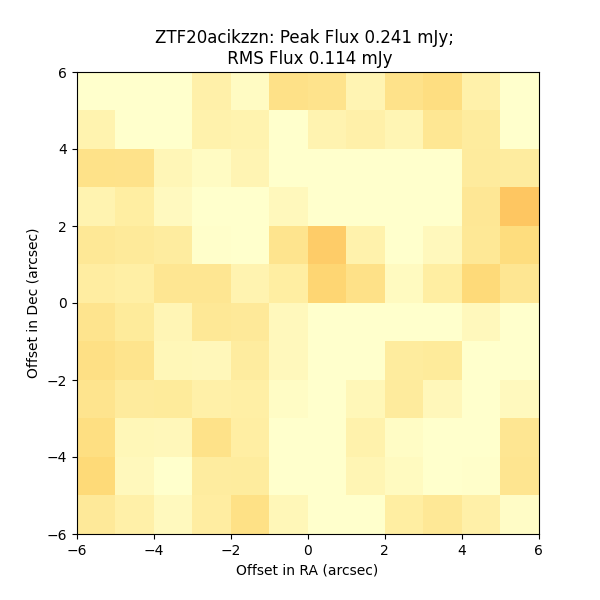 ZTF20acikzzn: Peak Flux 0.241 mJy;
RMS Flux 0.114 mJy
6
4
2
0
−2
−4
−6
Offset in Dec (arcsec)
−6 −4 −2 0 2 4 6
Offset in RA (arcsec)